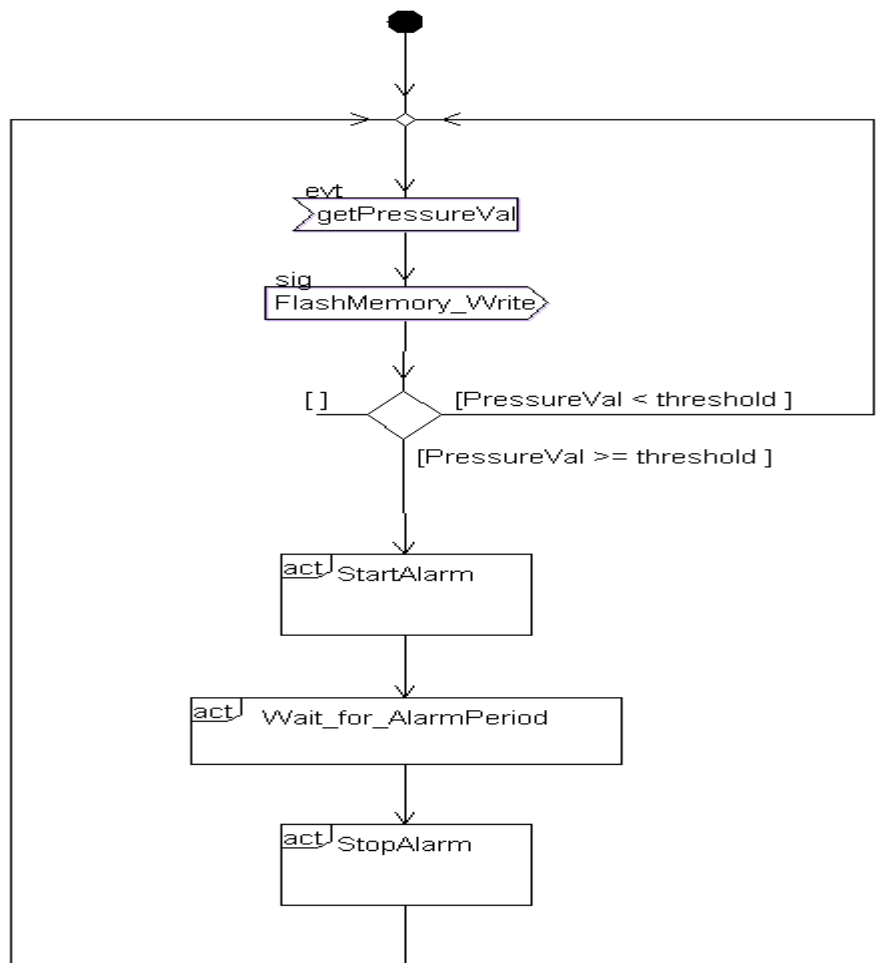 evt
getPressureVal
sig
FlashMemory_Write
[ ]
[PressureVal < threshold ]
[PressureVal >= threshold ]
act
StartAlarm
act
Wait_for_AlarmPeriod
act
StopAlarm